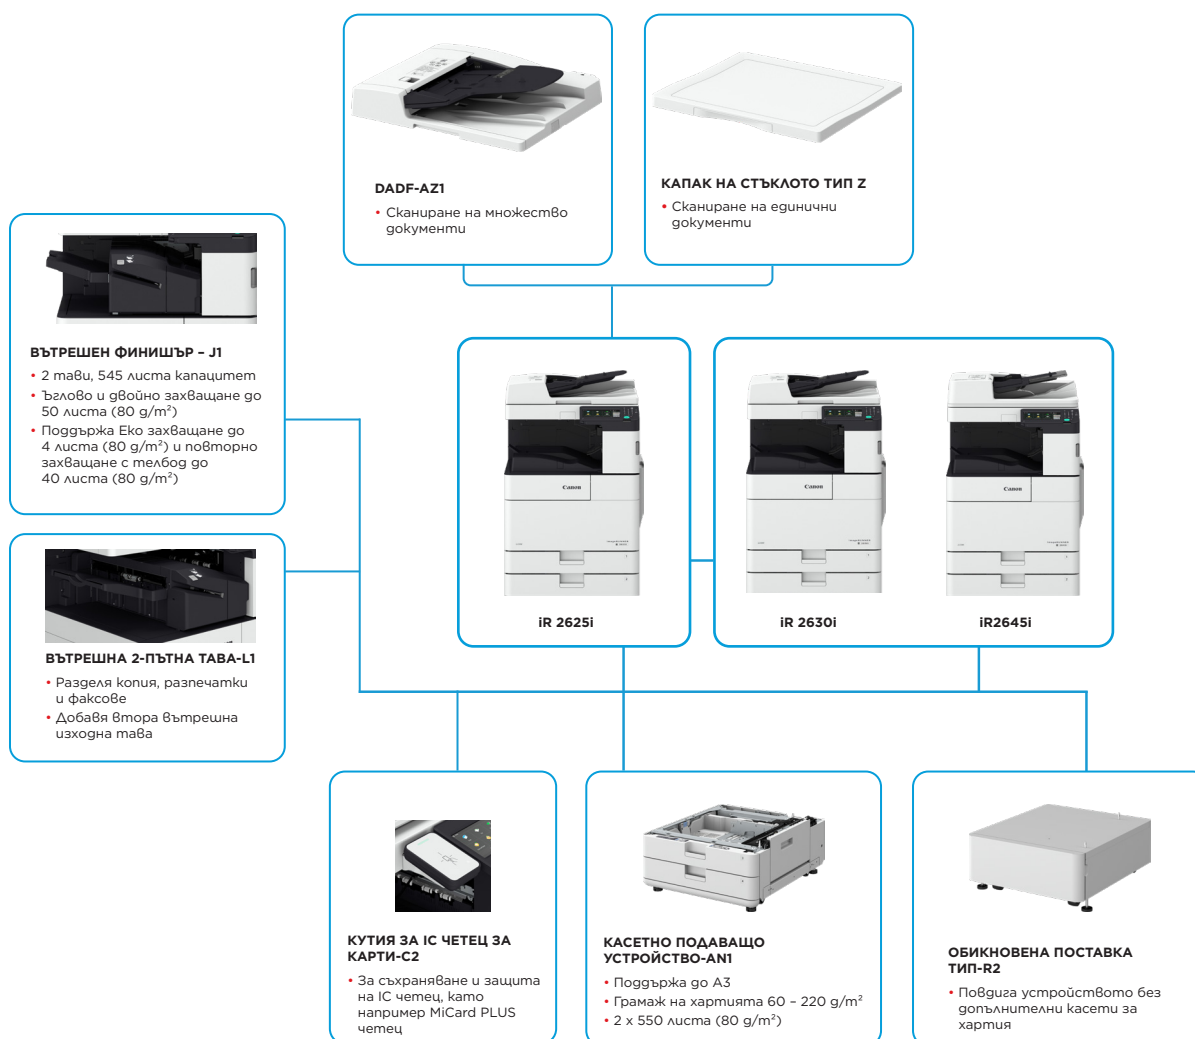 DADF-AZ1
• Сканиране на множество
документи
КАПАК НА СТЪКЛОТО ТИП Z
• Сканиране на единични
документи
ВЪТРЕШЕН ФИНИШЪР – J1
• 2 тави, 545 листа капацитет
• Ъглово и двойно захващане до
50 листа (80 g/m²)
• Поддържа Еко захващане до
4 листа (80 g/m²) и повторно
захващане с телбод до
40 листа (80 g/m²)
Canon
Canon
Canon
iR 2625i
iR 2630i
iR2645i
ВЪТРЕШНА 2-ПЪТНА ТАВА-L1
• Разделя копия, разпечатки
и факсове
• Добавя втора вътрешна
изходна тава
КУТИЯ ЗА IC ЧЕТЕЦ ЗА
КАРТИ-C2
• За съхраняване и защита
на IC четец, като
например MiCard PLUS
четец
КАСЕТНО ПОДАВАЩО
УСТРОЙСТВО-AN1
• Поддържа до A3
• Грамаж на хартията 60 – 220 g/m²
• 2 x 550 листа (80 g/m²)
ОБИКНОВЕНА ПОСТАВКА
ТИП-R2
• Повдига устройството без
допълнителни касети за
хартия